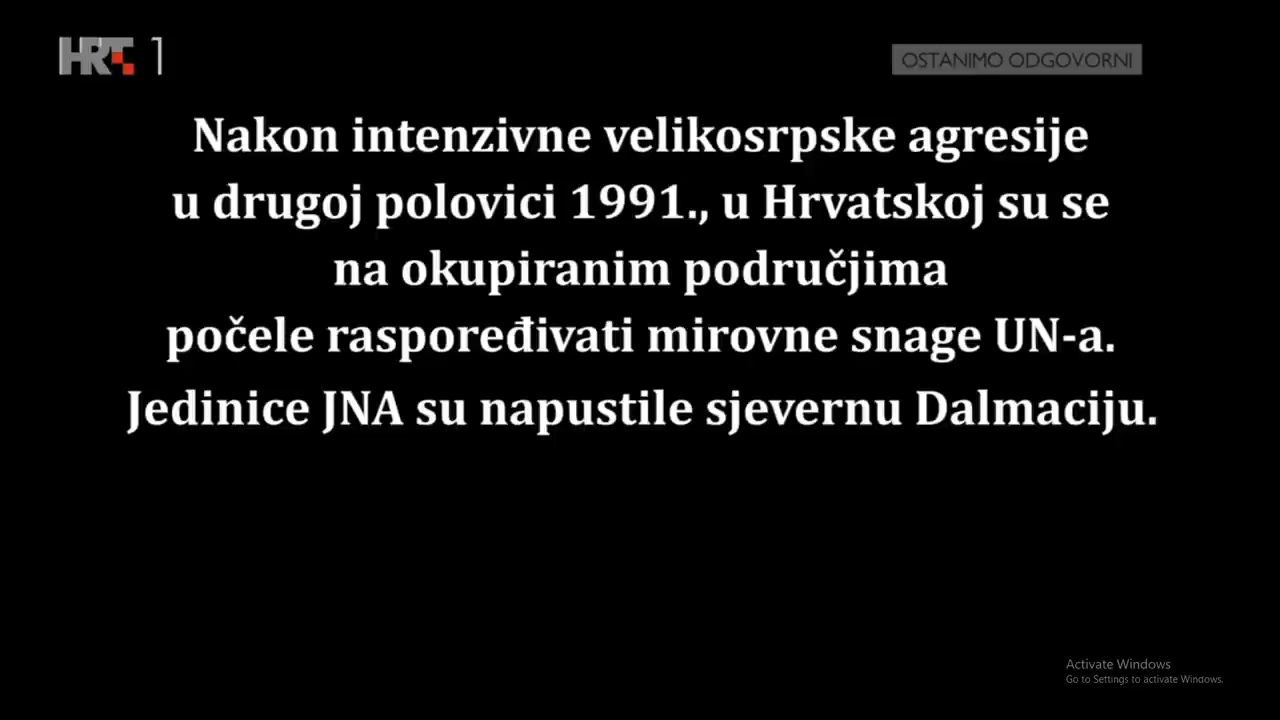 HRT 1
OSTANIMO ODGOVORNI
Nakon intenzivne velikosrpske agresije
u drugoj polovici 1991., u Hrvatskoj su se
na okupiranim područjima
počele raspoređivati mirovne snage UN-a.
Jedinice JNA su napustile sjevernu Dalmaciju.
Activate Windows
Go to Settings to activate Windows.